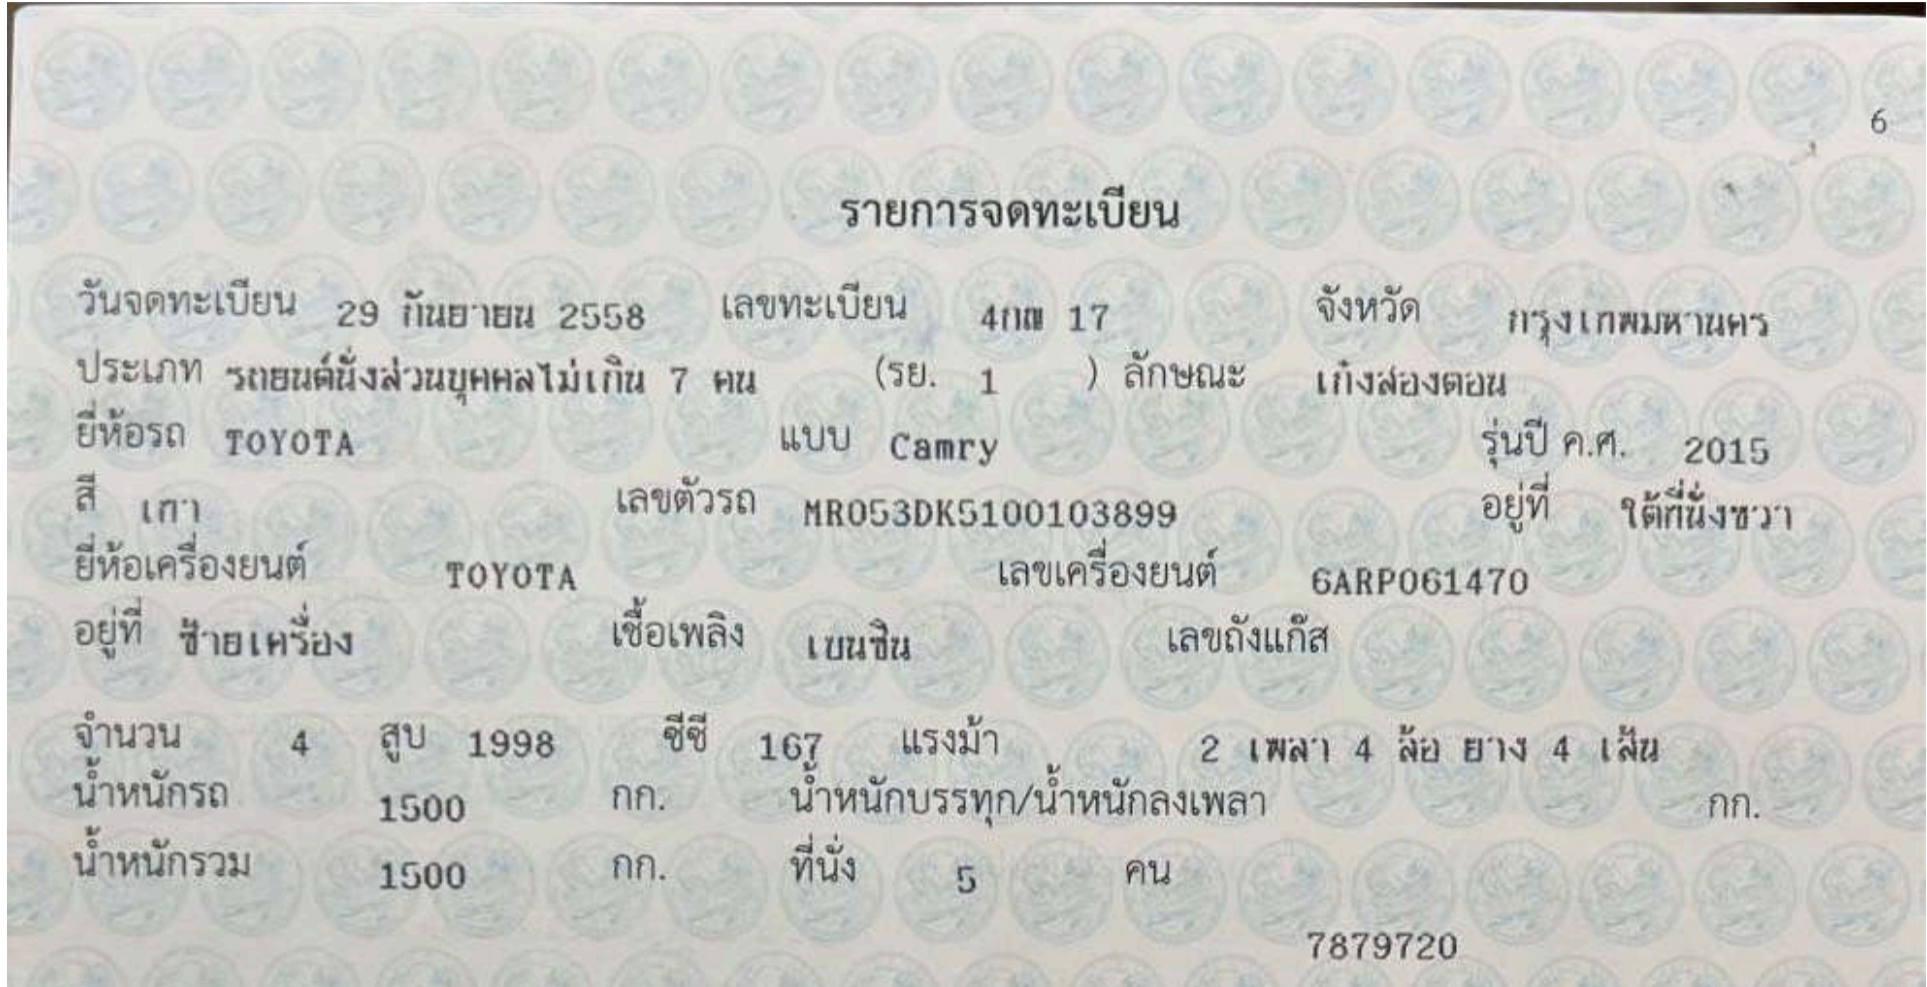 6
รายการจดทะเบียน
วันจดทะเบียน 29 กันยายน 2558 เลขทะเบียน 4กญ 17 จังหวัด กรุงเทพมหานคร
ประเภท รถยนต์นั่งส่วนบุคคลไม่เกิน 7 คน (รย. 1 ) ลักษณะ เก๋งสองตอน
ยี่ห้อรถ TOYOTA แบบ Camry รุ่นปี ค.ศ. 2015
สี เทา เลขตัวรถ MR053DK5100103899 อยู่ที่ ใต้ที่นั่งขวา
ยี่ห้อเครื่องยนต์ TOYOTA เลขเครื่องยนต์ 6ARP061470
อยู่ที่ ซ้ายเครื่อง เชื้อเพลิง เบนซิน เลขถังแก๊ส
จำนวน 4 สูบ 1998 ซีซี 167 แรงม้า 2 เพลา 4 ล้อ ยาง 4 เส้น
น้ำหนักรถ 1500 กก. น้ำหนักบรรทุก/น้ำหนักลงเพลา กก.
น้ำหนักรวม 1500 กก. ที่นั่ง 5 คน
7879720